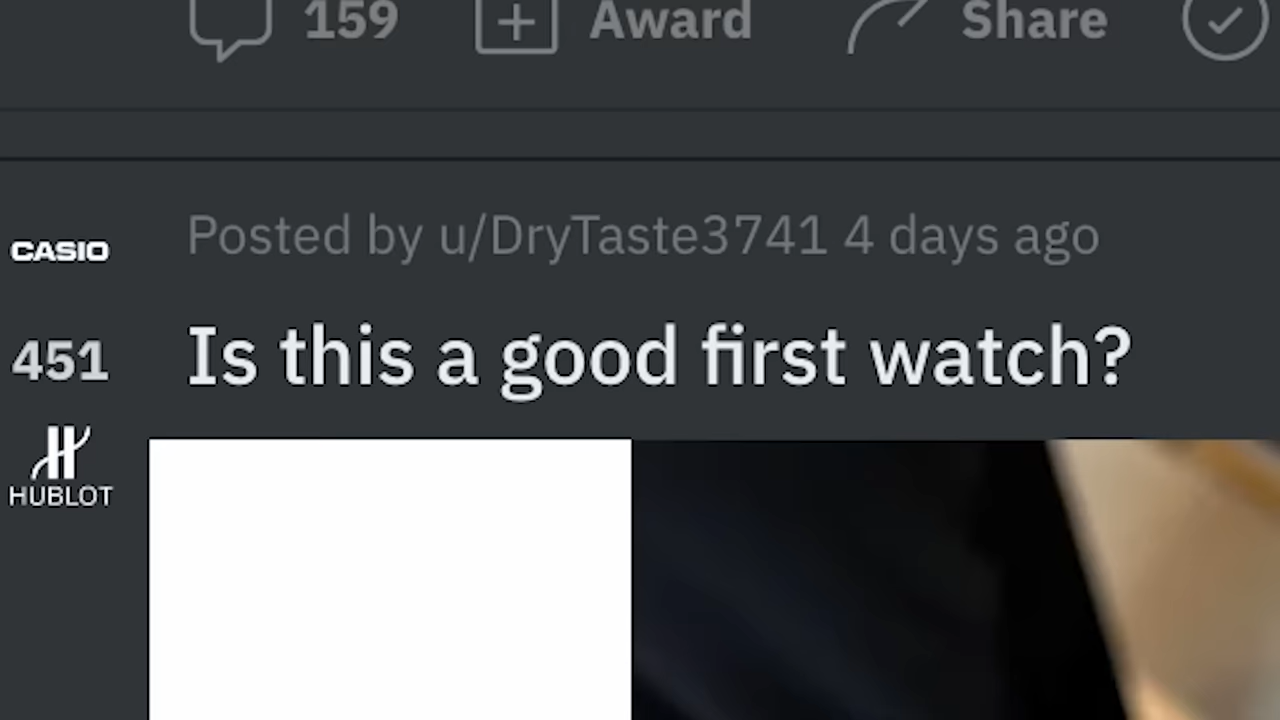 159 Award Share
Posted by u/DryTaste3741 4 days ago
CASIO
Is this a good first watch?
451
HUBLOT